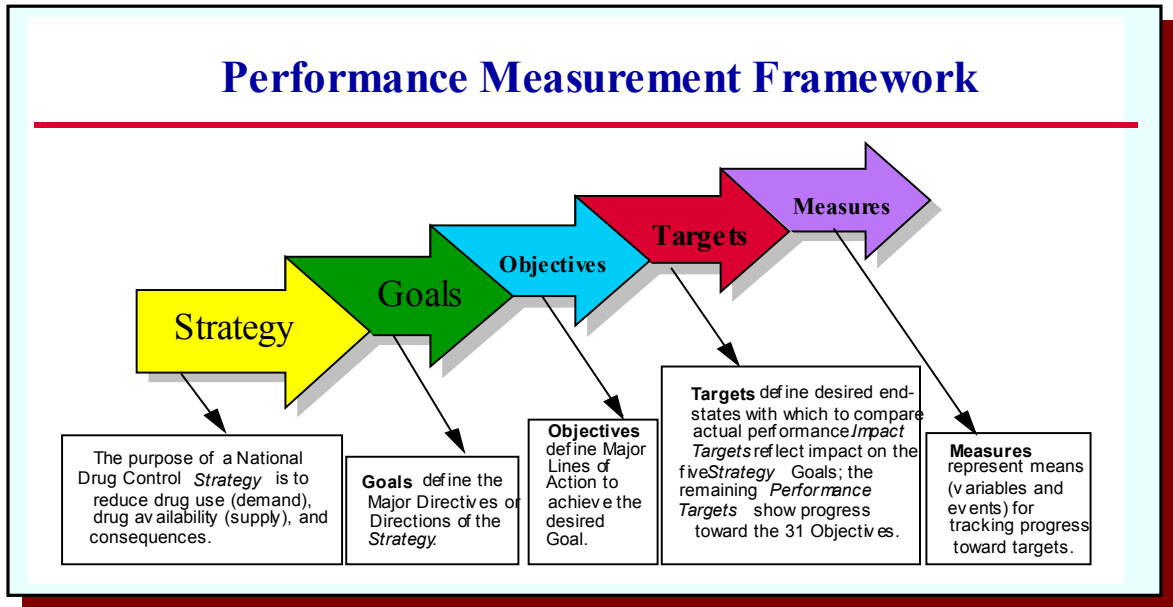 Performance Measurement Framework
Measures
Targets
Objectives
Goals
Strategy
The purpose of a National
Drug Control Strategy is to
reduce drug use (demand),
drug availability (supply), and
consequences.
Goals define the
Major Directives or
Directions of the
Strategy.
Objectives
define Major
Lines of
Action to
achieve the
desired
Goal.
Targets define desired end-
states with which to compare
actual performance. Impact
Targets reflect impact on the
five Strategy Goals; the
remaining Performance
Targets show progress
toward the 31 Objectives.
Measures
represent means
(variables and
events) for
tracking progress
toward targets.